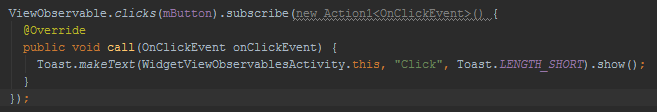 ViewObservable.clicks(mButton).subscribe(new Action1<OnClickEvent>() {
@Override
public void call(OnClickEvent onClickEvent) {
Toast.makeText(WidgetViewObservablesActivity.this, "Click", Toast.LENGTH_SHORT).show();
}
});